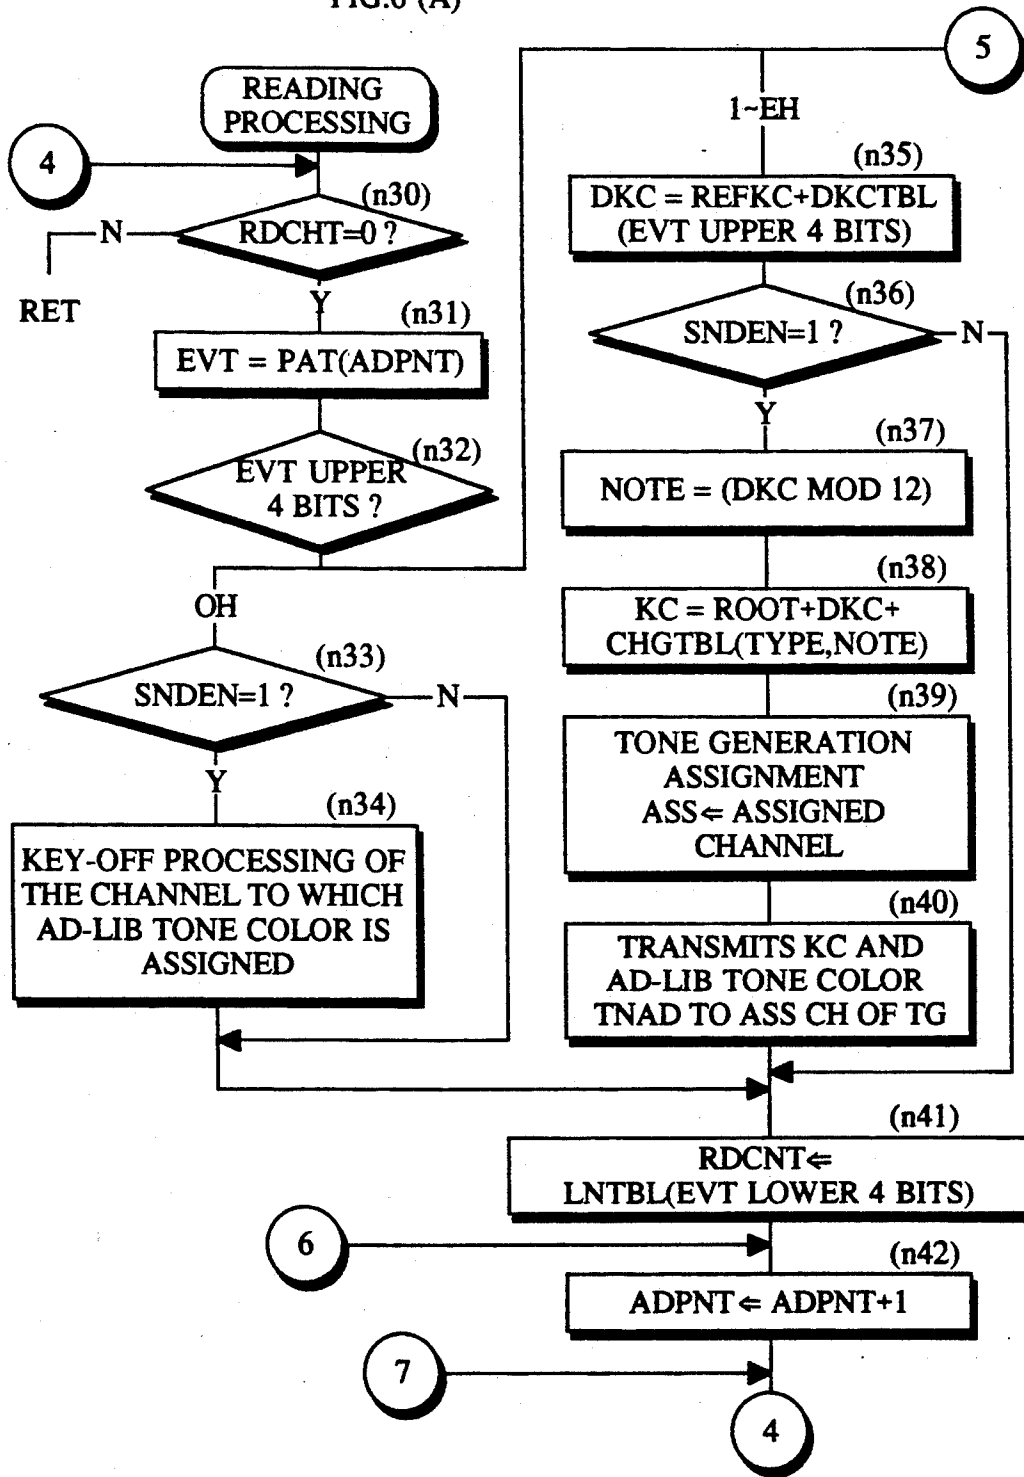 FIG.6 (A)
READING
PROCESSING
4
(n30)
RDCHT=0 ?
N
RET
Y
(n31)
EVT = PAT(ADPNT)
(n32)
EVT UPPER
4 BITS ?
OH
(n33)
SNDEN=1 ?
N
Y
(n34)
KEY-OFF PROCESSING OF
THE CHANNEL TO WHICH
AD-LIB TONE COLOR IS
ASSIGNED
5
1~EH
(n35)
DKC = REFKC+DKCTBL
(EVT UPPER 4 BITS)
(n36)
SNDEN=1 ?
N
Y
(n37)
NOTE = (DKC MOD 12)
(n38)
KC = ROOT+DKC+
CHGTBL(TYPE,NOTE)
(n39)
TONE GENERATION
ASSIGNMENT
ASS⇐ ASSIGNED
CHANNEL
(n40)
TRANSMITS KC AND
AD-LIB TONE COLOR
TNAD TO ASS CH OF TG
(n41)
RDCNT⇐
LNTBL(EVT LOWER 4 BITS)
6
(n42)
ADPNT⇐ ADPNT+1
7
4